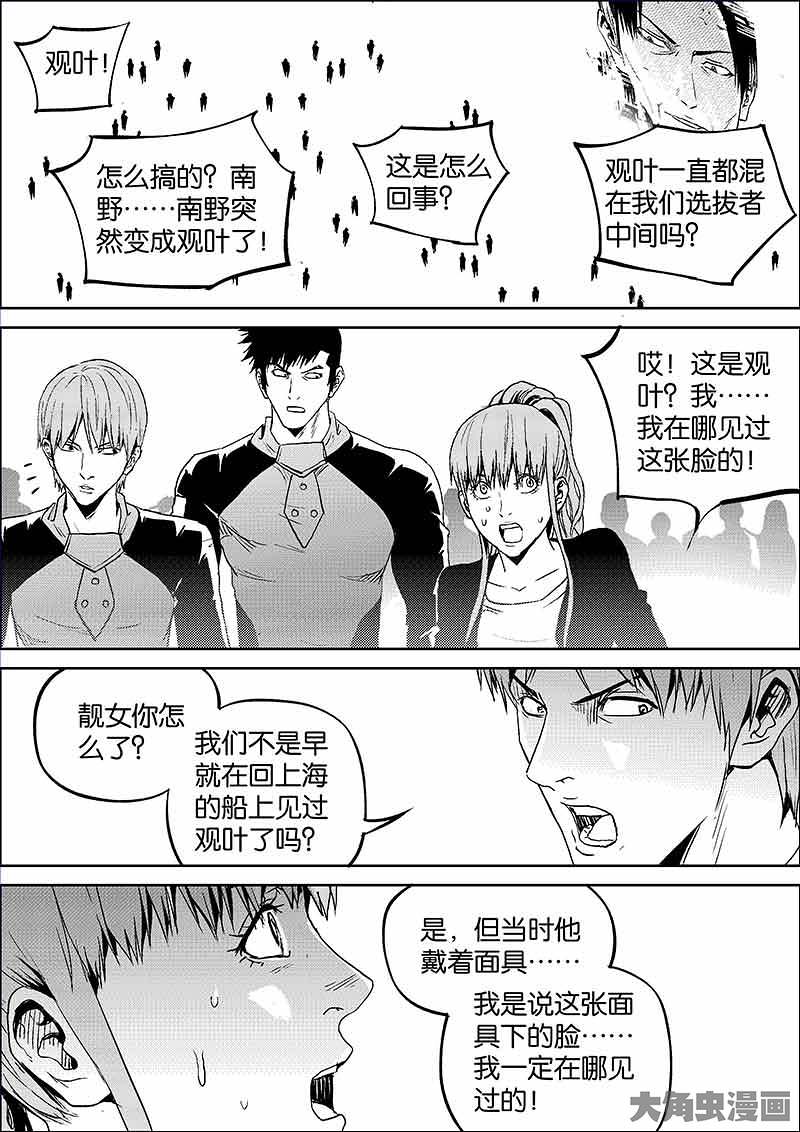 观叶！
怎么搞的？南
野……南野突
然变成观叶了！
这是怎么
回事？
观叶一直都混
在我们选拔者
中间吗？
哎！这是观
叶？我……
我在哪见过
这张脸的！
靓女你怎
么了？
我们不是早
就在回上海
的船上见过
观叶了吗？
是，但当时他
戴着面具……
我是说这张面
具下的脸……
我一定在哪见
过的！
大角虫漫画